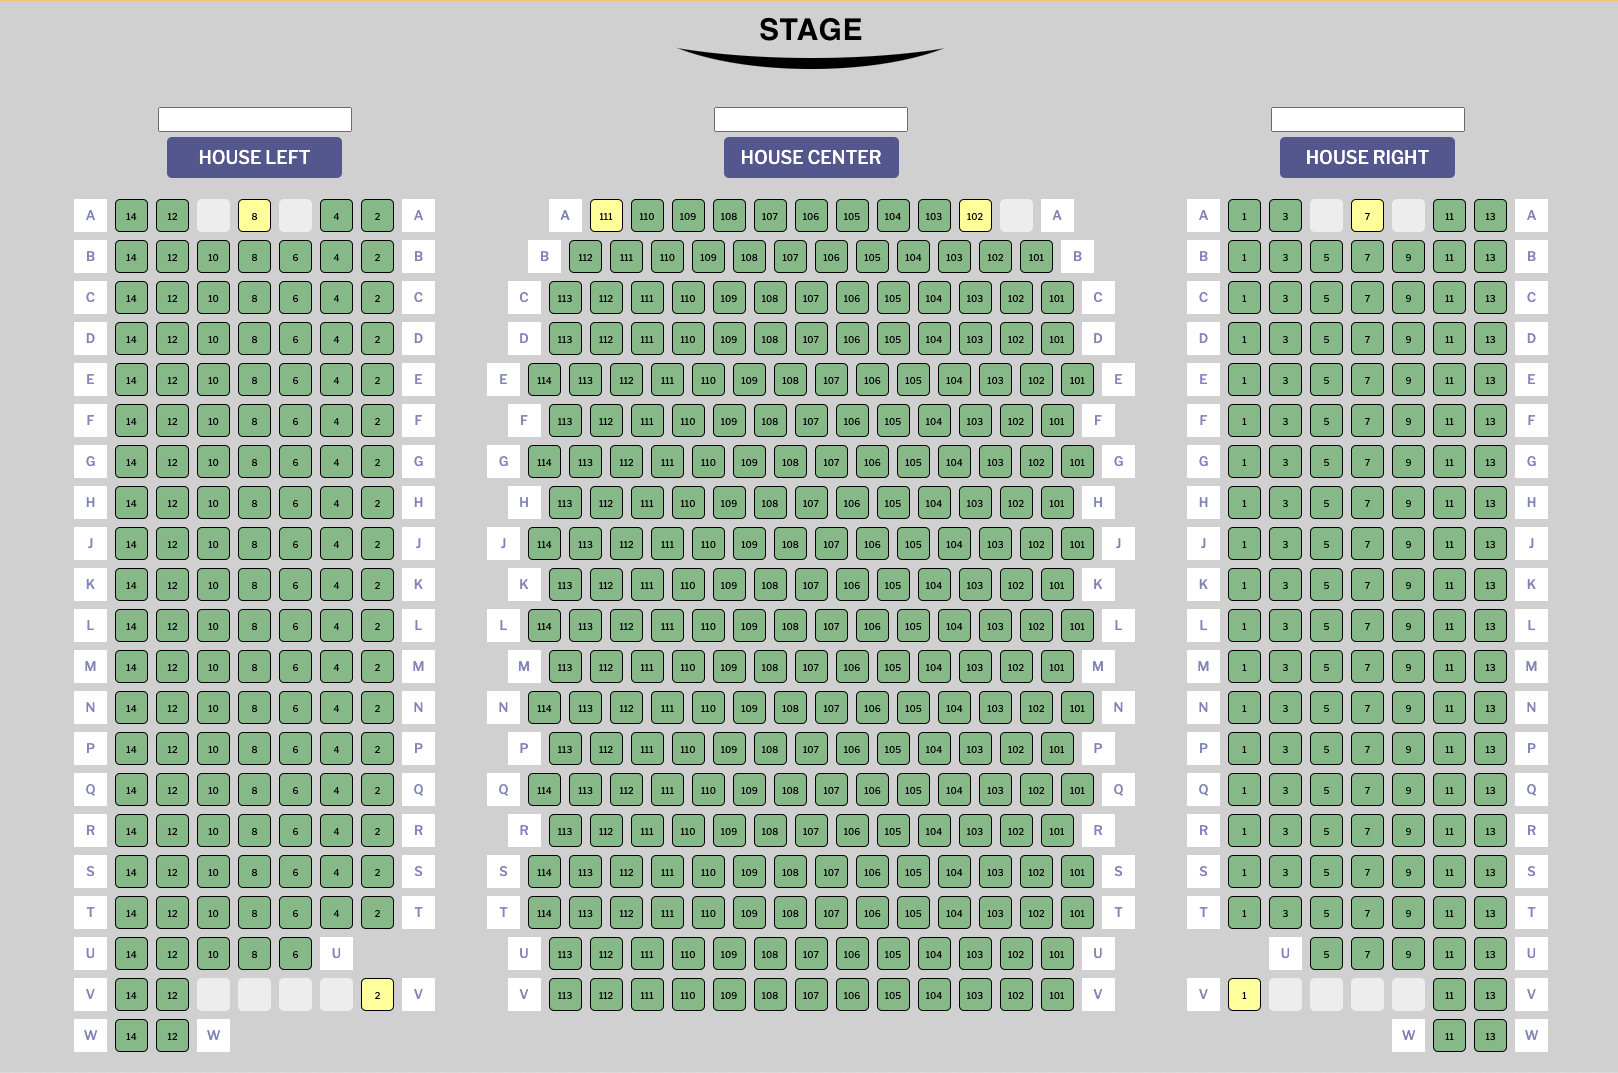 STAGE
HOUSE LEFT HOUSE CENTER HOUSE RIGHT
A 14 12 8 4 2 A A 111 110 109 108 107 106 105 104 103 102 A A 1 3 7 11 13 A
B 14 12 10 8 6 4 2 B B 112 111 110 109 108 107 106 105 104 103 102 101 B B 1 3 5 7 9 11 13 B
C 14 12 10 8 6 4 2 C C 113 112 111 110 109 108 107 106 105 104 103 102 101 C C 1 3 5 7 9 11 13 C
D 14 12 10 8 6 4 2 D D 113 112 111 110 109 108 107 106 105 104 103 102 101 D D 1 3 5 7 9 11 13 D
E 14 12 10 8 6 4 2 E E 114 113 112 111 110 109 108 107 106 105 104 103 102 101 E E 1 3 5 7 9 11 13 E
F 14 12 10 8 6 4 2 F F 113 112 111 110 109 108 107 106 105 104 103 102 101 F F 1 3 5 7 9 11 13 F
G 14 12 10 8 6 4 2 G G 114 113 112 111 110 109 108 107 106 105 104 103 102 101 G G 1 3 5 7 9 11 13 G
H 14 12 10 8 6 4 2 H H 113 112 111 110 109 108 107 106 105 104 103 102 101 H H 1 3 5 7 9 11 13 H
J 14 12 10 8 6 4 2 J J 114 113 112 111 110 109 108 107 106 105 104 103 102 101 J J 1 3 5 7 9 11 13 J
K 14 12 10 8 6 4 2 K K 113 112 111 110 109 108 107 106 105 104 103 102 101 K K 1 3 5 7 9 11 13 K
L 14 12 10 8 6 4 2 L L 114 113 112 111 110 109 108 107 106 105 104 103 102 101 L L 1 3 5 7 9 11 13 L
M 14 12 10 8 6 4 2 M M 113 112 111 110 109 108 107 106 105 104 103 102 101 M M 1 3 5 7 9 11 13 M
N 14 12 10 8 6 4 2 N N 114 113 112 111 110 109 108 107 106 105 104 103 102 101 N N 1 3 5 7 9 11 13 N
P 14 12 10 8 6 4 2 P P 113 112 111 110 109 108 107 106 105 104 103 102 101 P P 1 3 5 7 9 11 13 P
Q 14 12 10 8 6 4 2 Q Q 114 113 112 111 110 109 108 107 106 105 104 103 102 101 Q Q 1 3 5 7 9 11 13 Q
R 14 12 10 8 6 4 2 R R 113 112 111 110 109 108 107 106 105 104 103 102 101 R R 1 3 5 7 9 11 13 R
S 14 12 10 8 6 4 2 S S 114 113 112 111 110 109 108 107 106 105 104 103 102 101 S S 1 3 5 7 9 11 13 S
T 14 12 10 8 6 4 2 T T 114 113 112 111 110 109 108 107 106 105 104 103 102 101 T T 1 3 5 7 9 11 13 T
U 14 12 10 8 6 U U 113 112 111 110 109 108 107 106 105 104 103 102 101 U U 5 7 9 11 13 U
V 14 12 2 V V 113 112 111 110 109 108 107 106 105 104 103 102 101 V V 1 11 13 V
W 14 12 W W 11 13 W